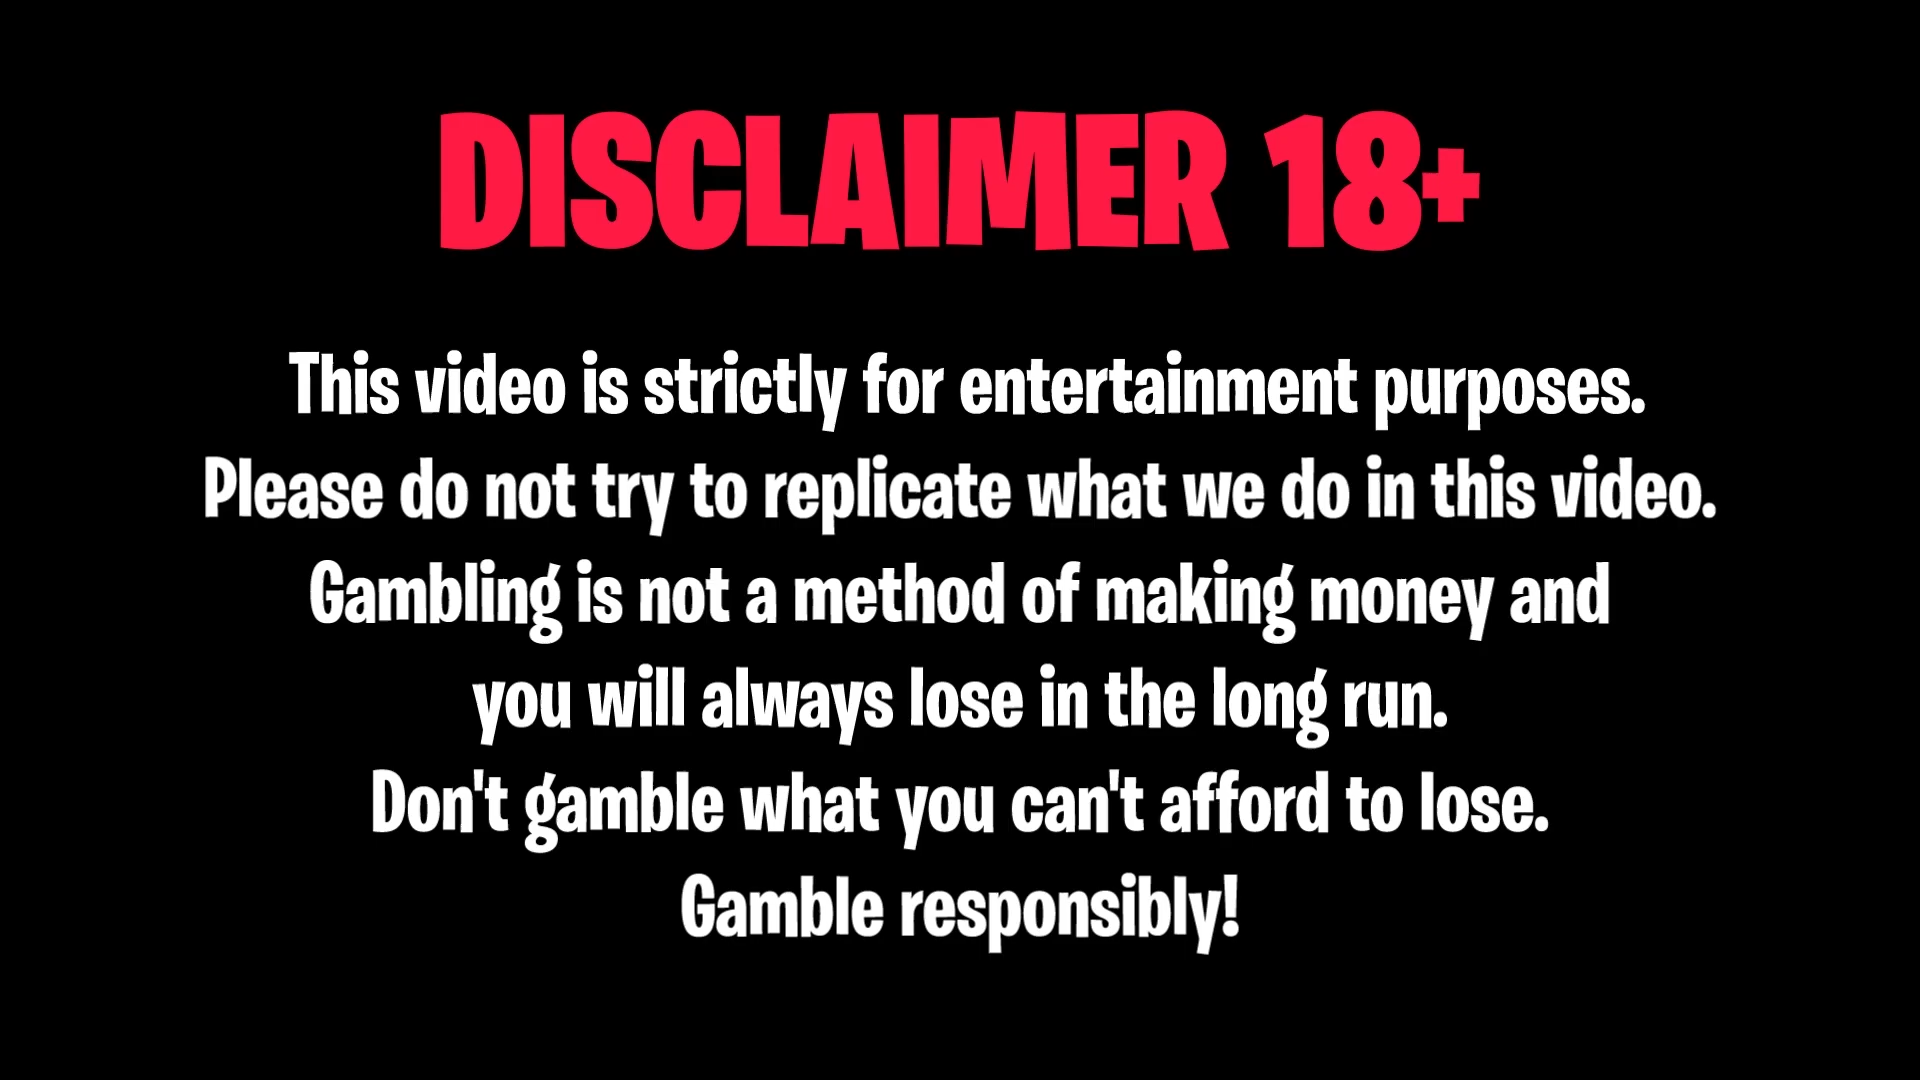 DISCLAIMER 18+
This video is strictly for entertainment purposes.
Please do not try to replicate what we do in this video.
Gambling is not a method of making money and
you will always lose in the long run.
Don't gamble what you can't afford to lose.
Gamble responsibly!